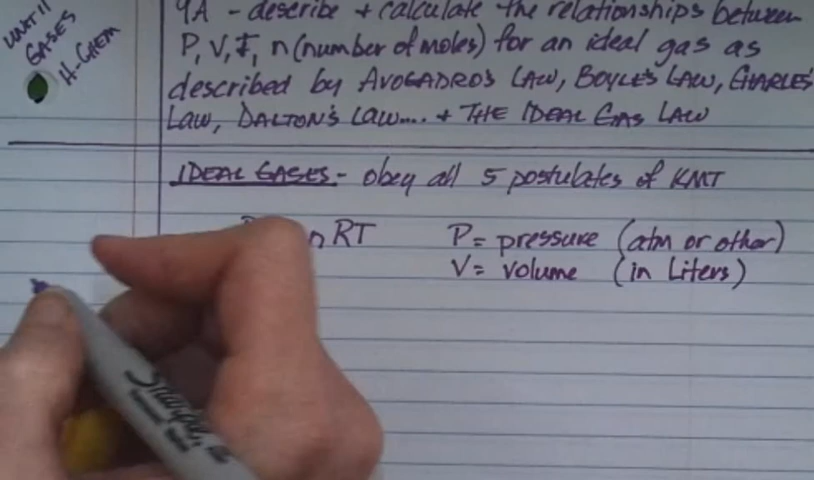 UNIT 11
GASES
H-CHEM
9A - describe + calculate the relationships between
P, V, T, n (number of moles) for an ideal gas as
described by AVOGADRO'S LAW, BOYLE'S LAW, CHARLES'
LAW, DALTON'S LAW.... + THE IDEAL GAS LAW
IDEAL GASES - obey all 5 postulates of KMT
nRT P = pressure (atm or other)
V = volume (in Liters)
Sharpie